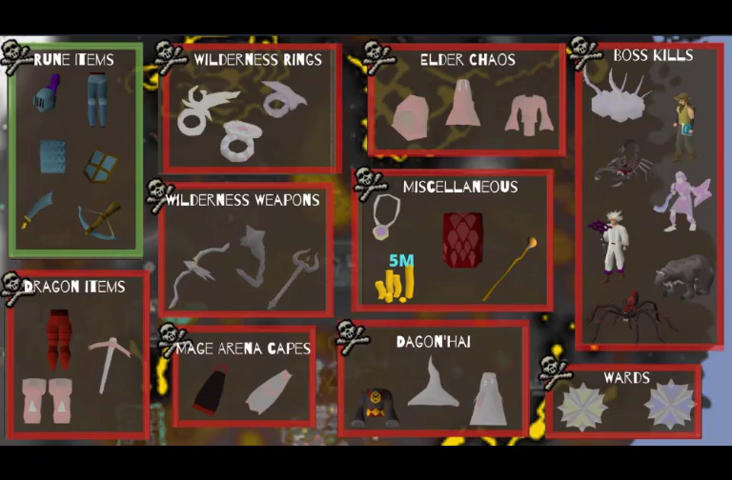 RUNE ITEMS
WILDERNESS RINGS
ELDER CHAOS
BOSS KILLS
WILDERNESS WEAPONS
MISCELLANEOUS
5M
DRAGON ITEMS
MAGE ARENA CAPES
DAGON'HAI
WARDS